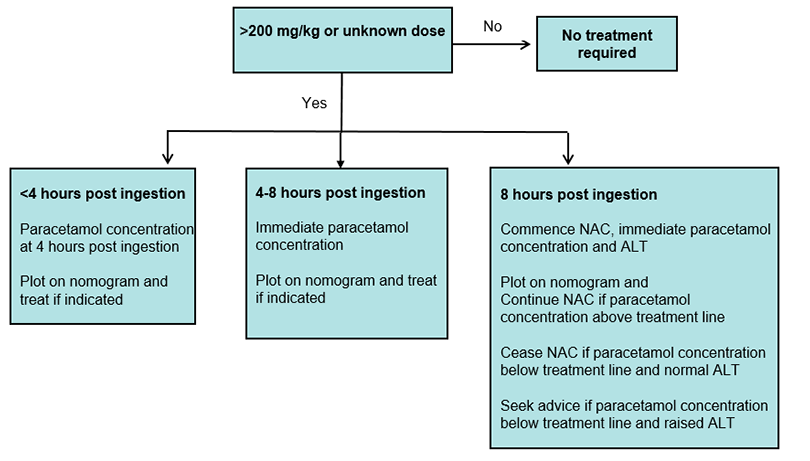 >200 mg/kg or unknown dose
No
No treatment
required
Yes
<4 hours post ingestion
Paracetamol concentration
at 4 hours post ingestion
Plot on nomogram and
treat if indicated
4-8 hours post ingestion
Immediate paracetamol
concentration
Plot on nomogram and treat
if indicated
8 hours post ingestion
Commence NAC, immediate paracetamol
concentration and ALT
Plot on nomogram and
Continue NAC if paracetamol
concentration above treatment line
Cease NAC if paracetamol concentration
below treatment line and normal ALT
Seek advice if paracetamol concentration
below treatment line and raised ALT